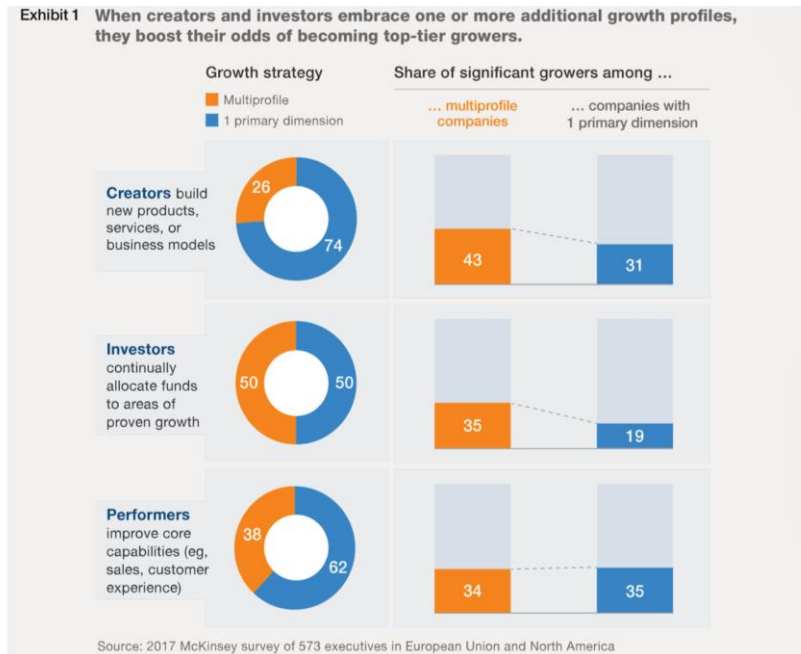 Exhibit 1 When creators and investors embrace one or more additional growth profiles,
they boost their odds of becoming top-tier growers.
Growth strategy
Multiprofile
1 primary dimension
Share of significant growers among ...
... multiprofile
companies
... companies with
1 primary dimension
Creators build
new products,
services, or
business models
26
74
43
31
Investors
continually
allocate funds
to areas of
proven growth
50
50
35
19
Performers
improve core
capabilities (eg,
sales, customer
experience)
38
62
34
35
Source: 2017 McKinsey survey of 573 executives in European Union and North America